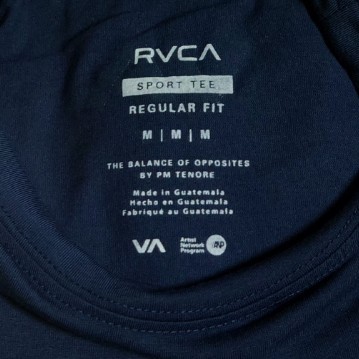 RVCA
SPORT TEE
REGULAR FIT
M | M | M
THE BALANCE OF OPPOSITES
BY PM TENORE
Made in Guatemala
Hecho en Guatemala
Fabriqué au Guatemala
VA
Artist
Network
Program